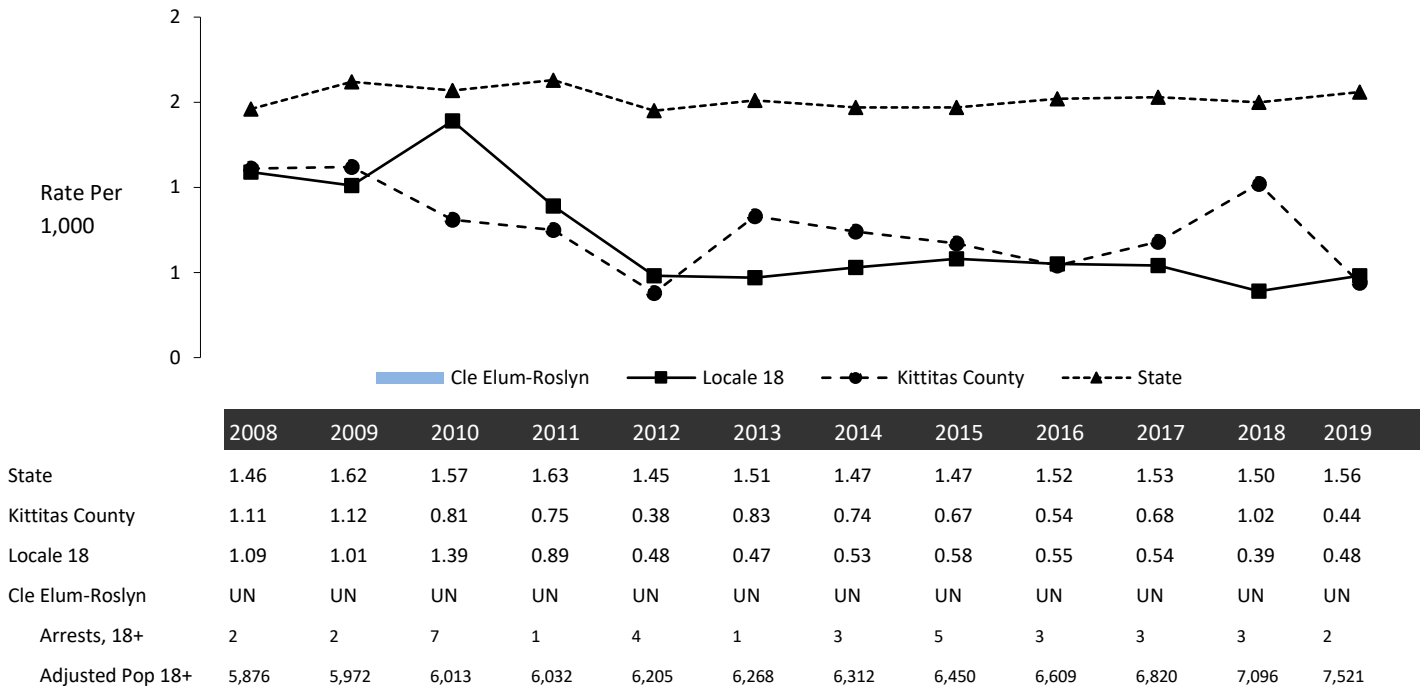 2
2
Rate Per
1,000
1
1
0
Cle Elum-Roslyn Locale 18 Kittitas County State
2008 2009 2010 2011 2012 2013 2014 2015 2016 2017 2018 2019
State 1.46 1.62 1.57 1.63 1.45 1.51 1.47 1.47 1.52 1.53 1.50 1.56
Kittitas County 1.11 1.12 0.81 0.75 0.38 0.83 0.74 0.67 0.54 0.68 1.02 0.44
Locale 18 1.09 1.01 1.39 0.89 0.48 0.47 0.53 0.58 0.55 0.54 0.39 0.48
Cle Elum-Roslyn UN UN UN UN UN UN UN UN UN UN UN UN
Arrests, 18+ 2 2 7 1 4 1 3 5 3 3 3 2
Adjusted Pop 18+ 5,876 5,972 6,013 6,032 6,205 6,268 6,312 6,450 6,609 6,820 7,096 7,521